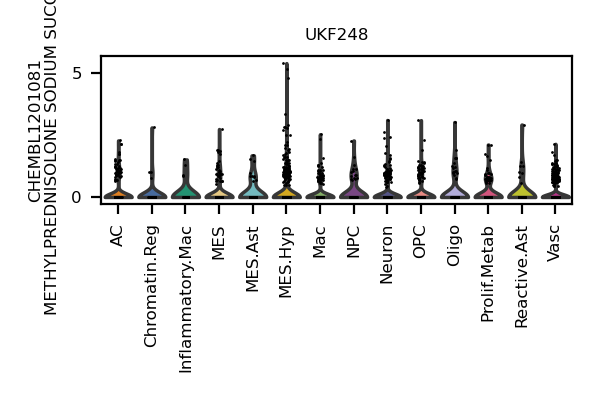 UKF248
CHEMBL1201081
METHYLPREDNISOLONE SODIUM
5
0
AC
Chromatin.Reg
Inflammatory.Mac
MES
MES.Ast
MES.Hyp
Mac
NPC
Neuron
OPC
Oligo
Prolif.Metab
Reactive.Ast
Vasc